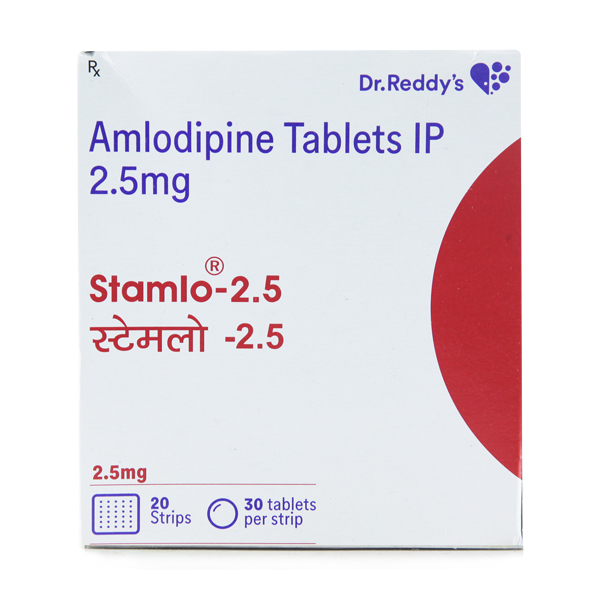 Rx
Dr.Reddy's
Amlodipine Tablets IP
2.5mg
Stamlo®-2.5
स्टेमलो -2.5
2.5mg
20
Strips
30 tablets
per strip